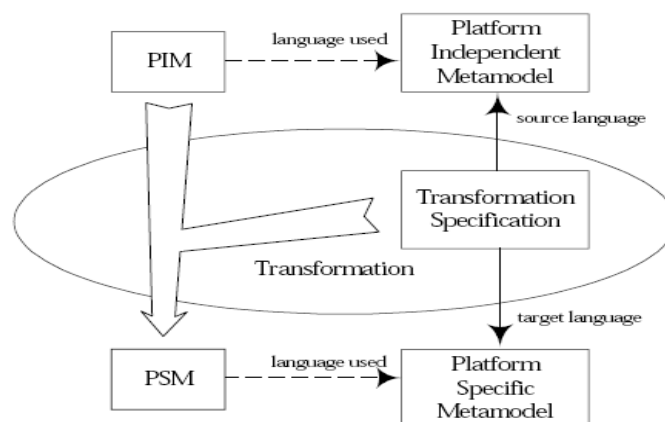 PIM
language used
Platform
Independent
Metamodel
source language
Transformation
Specification
Transformation
target language
PSM
language used
Platform
Specific
Metamodel